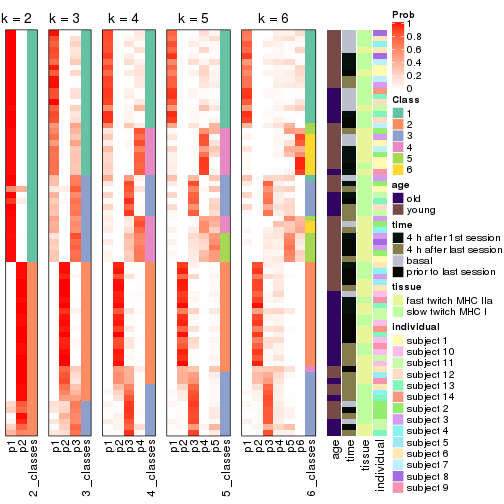 k = 2 k = 3 k = 4 k = 5 k = 6
Prob
1
0.8
0.6
0.4
0.2
0
Class
1
2
3
4
5
6
age
old
young
time
4 h after 1st session
4 h after last session
basal
prior to last session
tissue
fast twitch MHC IIa
slow twitch MHC I
individual
subject 1
subject 10
subject 11
subject 12
subject 13
subject 14
subject 2
subject 3
subject 4
subject 5
subject 6
subject 7
subject 8
subject 9
p1 p2 2_classes p1 p2 p3 3_classes p1 p2 p3 p4 4_classes p1 p2 p3 p4 p5 5_classes p1 p2 p3 p4 p5 p6 6_classes age time tissue individual